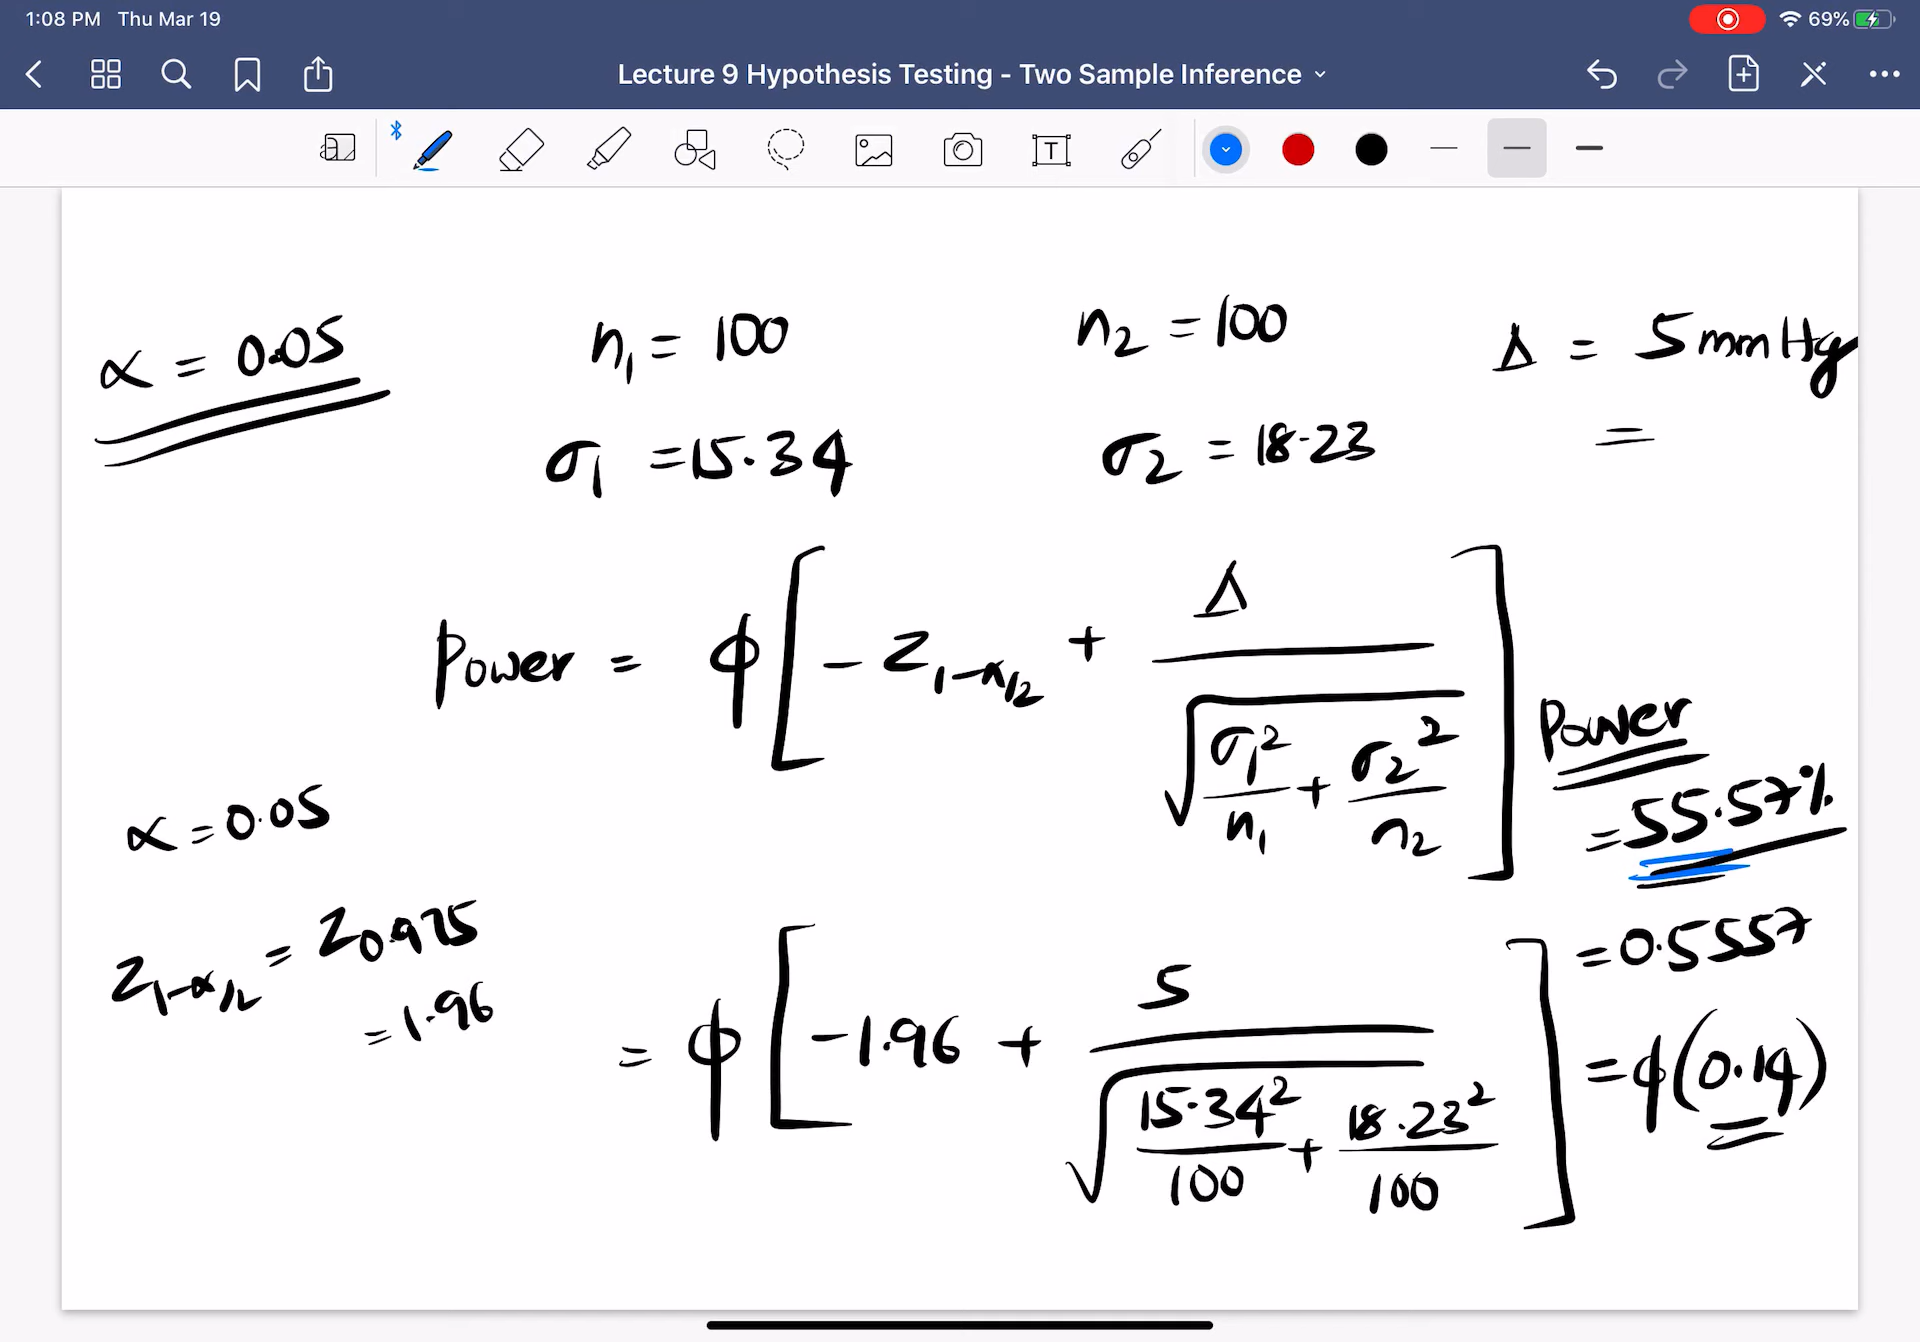 1:08 PM Thu Mar 19
69%
Lecture 9 Hypothesis Testing - Two Sample Inference
T
α = 0.05
n₁ = 100
n₂ = 100
Δ = 5 mmHg
σ₁ = 15.34
σ₂ = 18.23
=
Power = ϕ [ - Z₁₋α/₂ + Δ / √(σ₁²/n₁ + σ₂²/n₂) ]
Power
= 55.57%
α = 0.05
= 0.5557
Z₁₋α/₂ = Z₀.₉₇₅
= 1.96
= ϕ [ -1.96 + 5 / √(15.34²/100 + 18.23²/100) ] = ϕ(0.14)